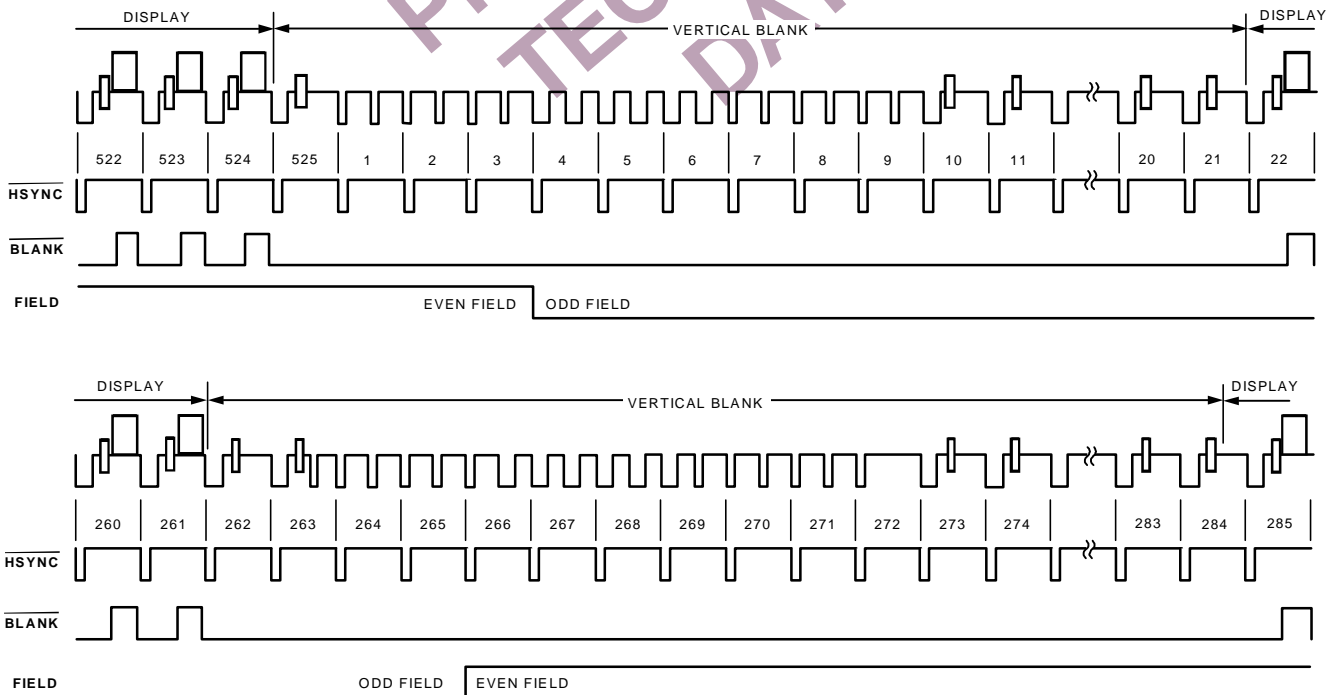 DISPLAY VERTICAL BLANK DISPLAY
522 523 524 525 1 2 3 4 5 6 7 8 9 10 11 20 21 22
HSYNC
BLANK
FIELD EVEN FIELD ODD FIELD
DISPLAY VERTICAL BLANK DISPLAY
260 261 262 263 264 265 266 267 268 269 270 271 272 273 274 283 284 285
HSYNC
BLANK
FIELD ODD FIELD EVEN FIELD